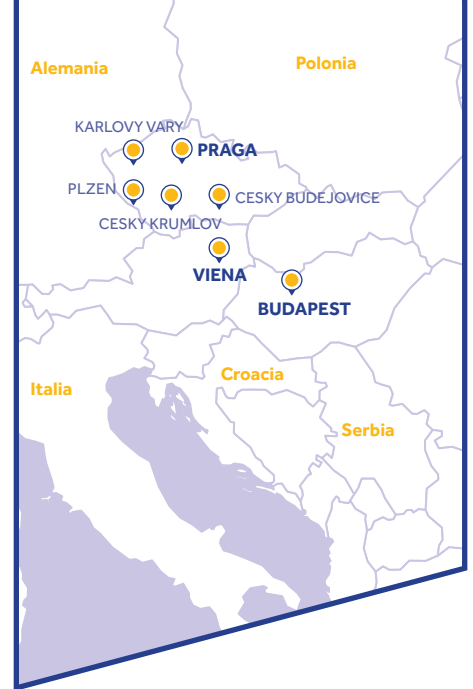 Polonia
Alemania
KARLOVY VARY
PRAGA
PLZEN
CESKY BUDEJOVICE
CESKY KRUMLOV
VIENA
BUDAPEST
Croacia
Italia
Serbia